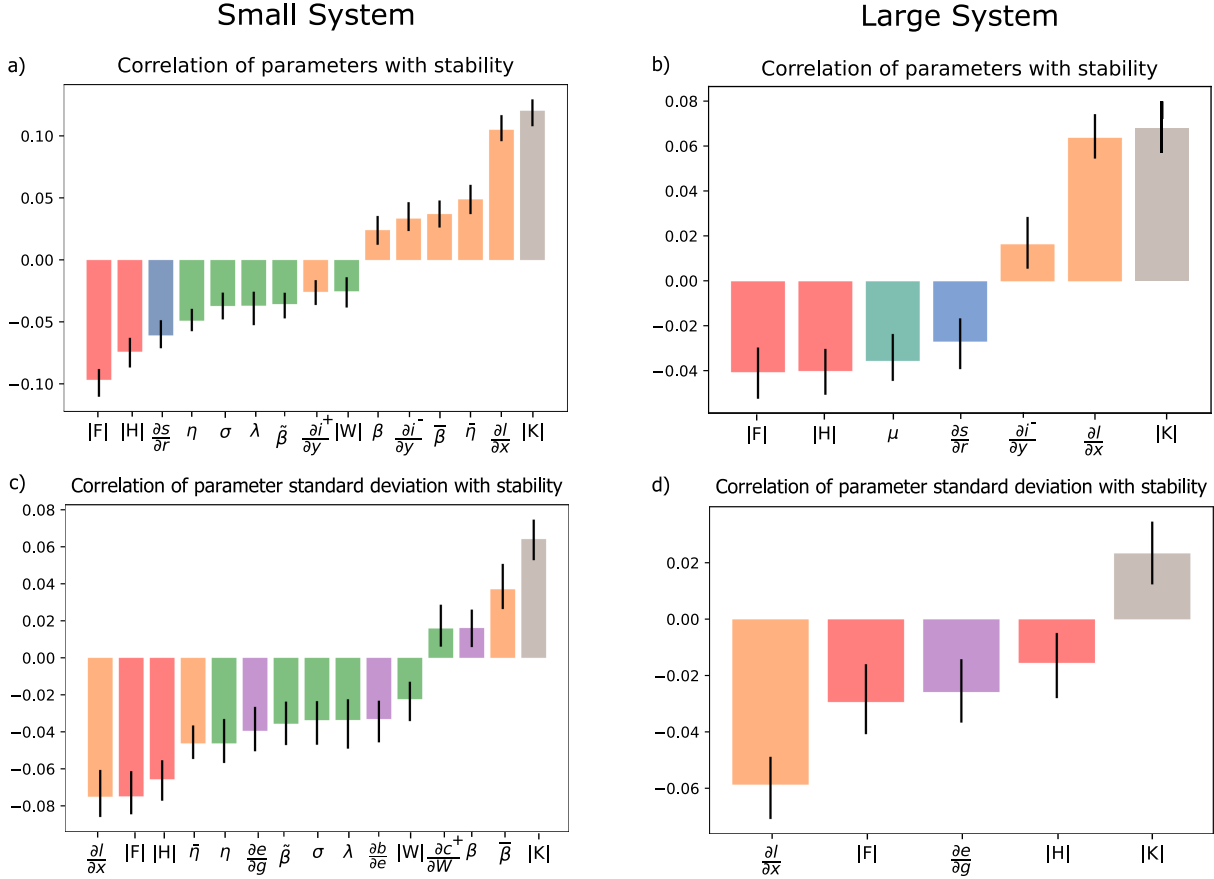 Small System
Large System
a)
Correlation of parameters with stability
0.10
0.05
0.00
−0.05
−0.10
|F| |H| ∂s/∂r η σ λ β̃ ∂i⁺/∂y |W| β ∂i⁻/∂y β̅ η̄ ∂l/∂x |K|
b)
Correlation of parameters with stability
0.08
0.06
0.04
0.02
0.00
−0.02
−0.04
|F| |H| μ ∂s/∂r ∂i⁻/∂y ∂l/∂x |K|
c)
Correlation of parameter standard deviation with stability
0.08
0.06
0.04
0.02
0.00
−0.02
−0.04
−0.06
−0.08
∂l/∂x |F| |H| η̄ η ∂e/∂g β̃ σ λ ∂b/∂e |W| ∂c⁺/∂W β β̅ |K|
d)
Correlation of parameter standard deviation with stability
0.02
0.00
−0.02
−0.04
−0.06
∂l/∂x |F| ∂e/∂g |H| |K|